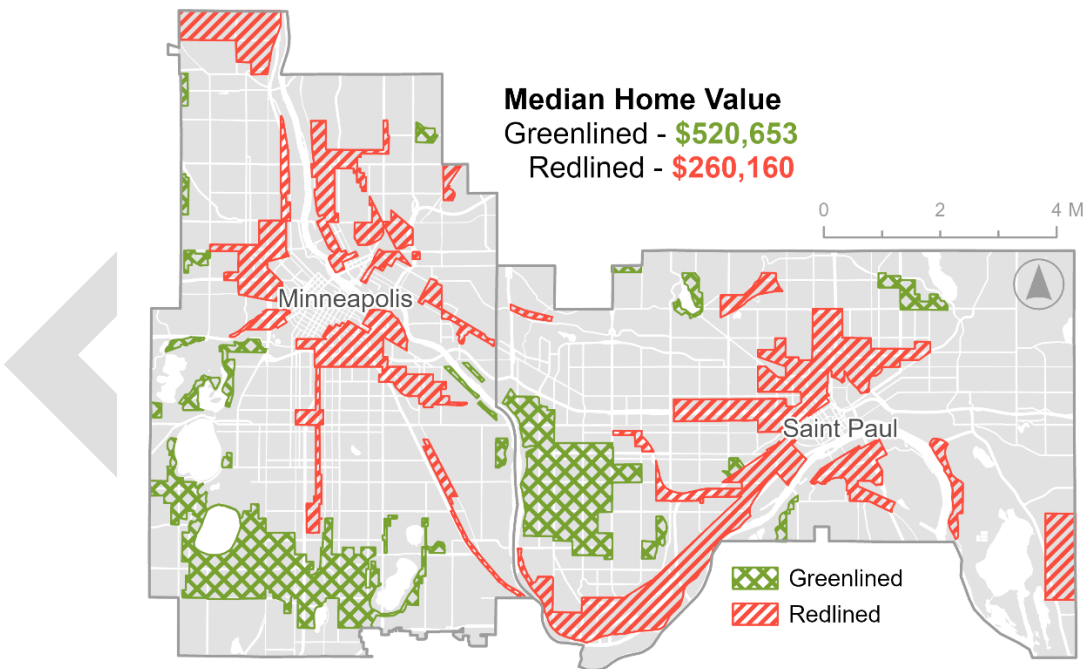 Median Home Value
Greenlined - $520,653
Redlined - $260,160
0 2 4 M
Minneapolis
Saint Paul
Greenlined
Redlined